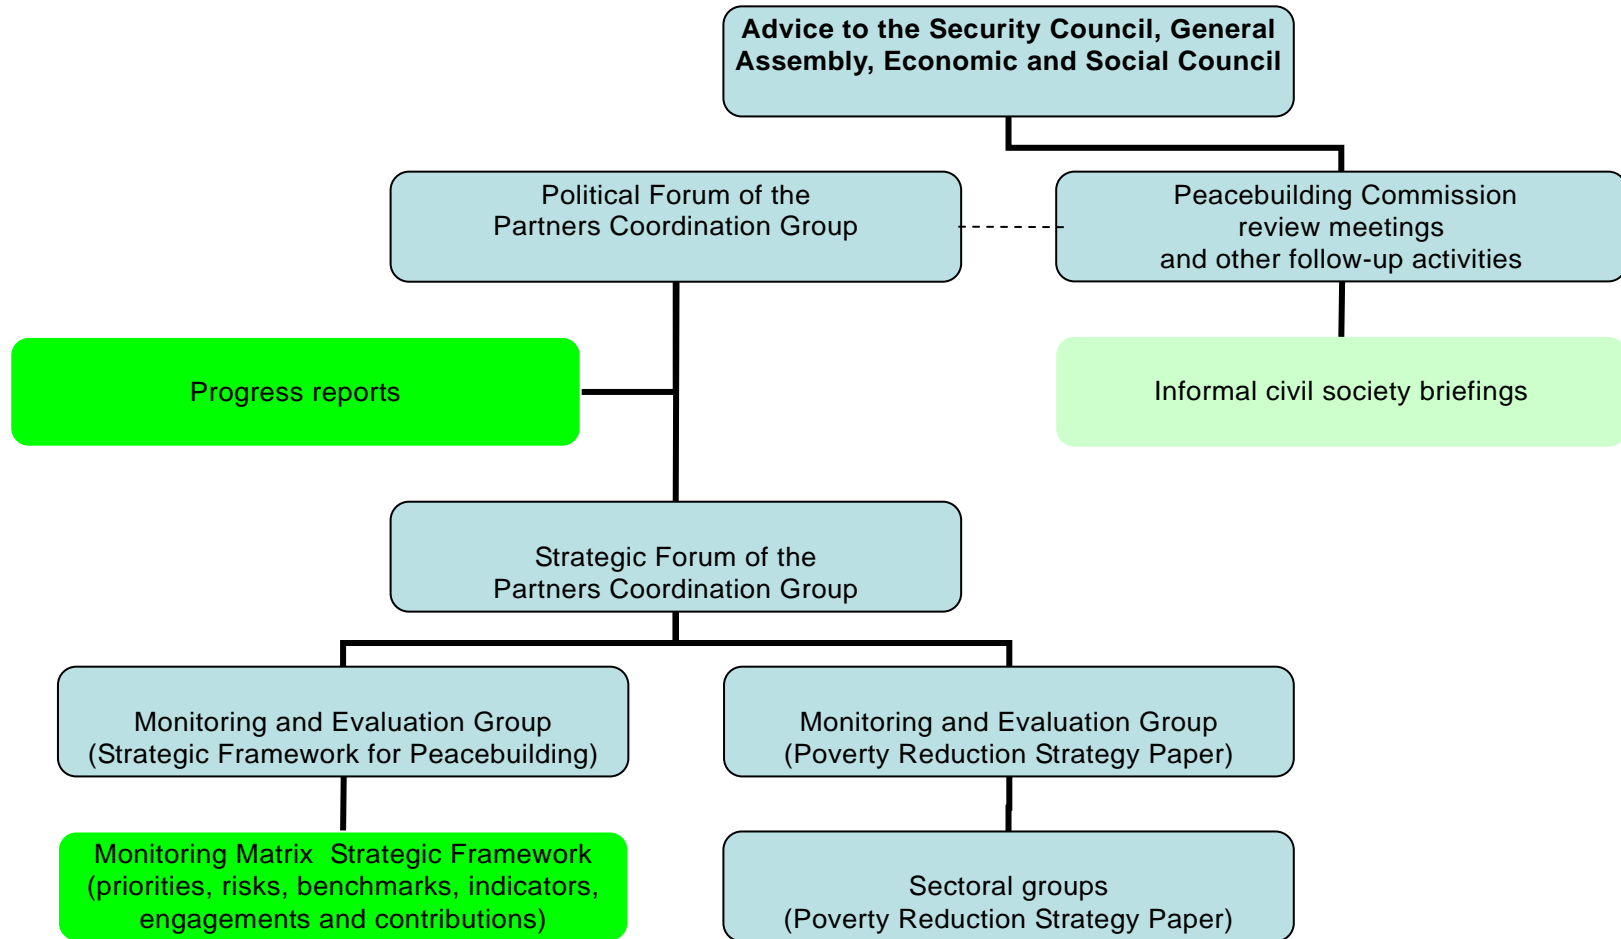 Advice to the Security Council, General
Assembly, Economic and Social Council
Political Forum of the
Partners Coordination Group
Peacebuilding Commission
review meetings
and other follow-up activities
Progress reports
Informal civil society briefings
Strategic Forum of the
Partners Coordination Group
Monitoring and Evaluation Group
(Strategic Framework for Peacebuilding)
Monitoring and Evaluation Group
(Poverty Reduction Strategy Paper)
Monitoring Matrix  Strategic Framework
(priorities, risks, benchmarks, indicators,
engagements and contributions)
Sectoral groups
(Poverty Reduction Strategy Paper)